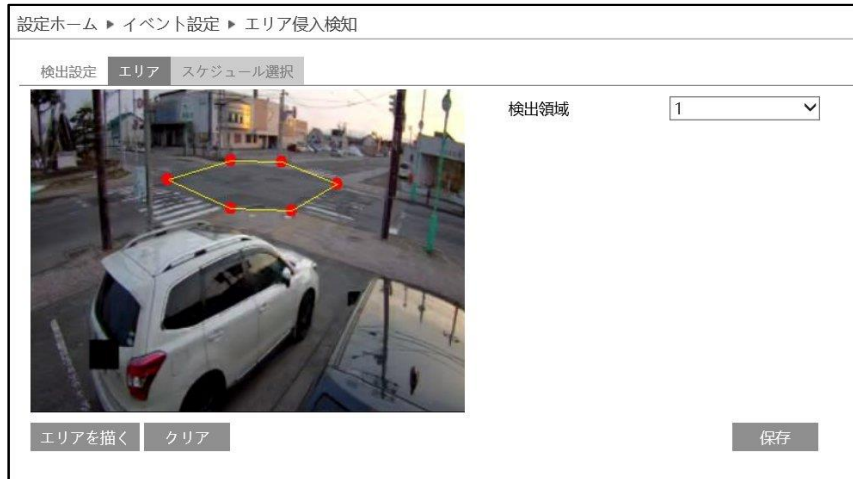 設定ホーム ▶ イベント設定 ▶ エリア侵入検知
検出設定 エリア スケジュール選択
検出領域 1
エリアを描く クリア 保存